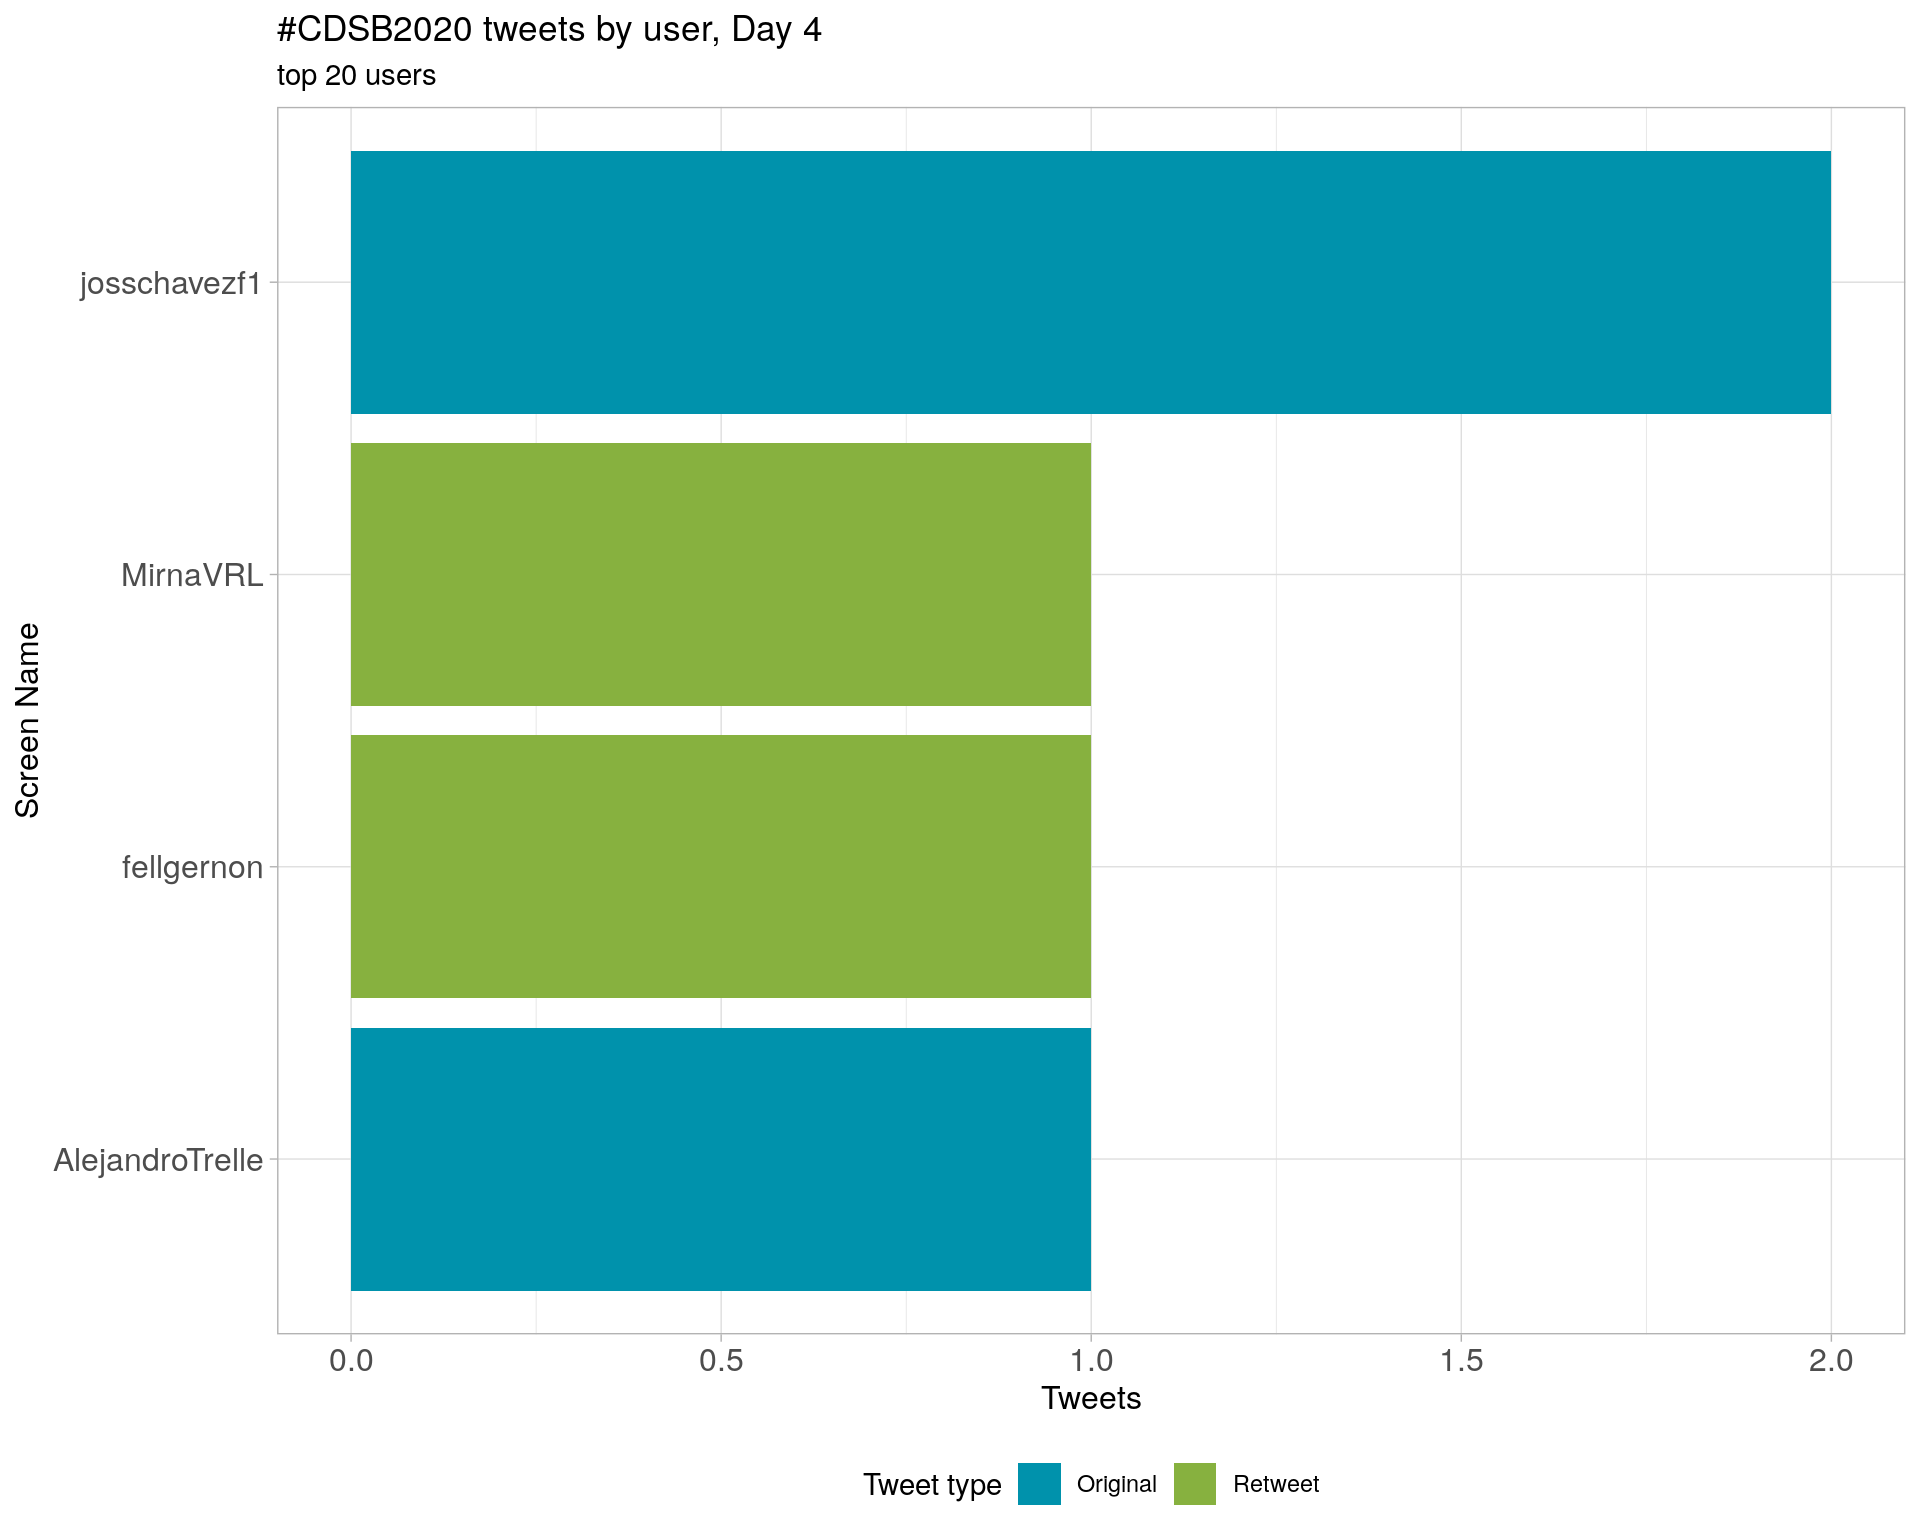 #CDSB2020 tweets by user, Day 4
top 20 users
josschavezf1
MirnaVRL
fellgernon
AlejandroTrelle
Screen Name
0.0 0.5 1.0 1.5 2.0
Tweets
Tweet type Original Retweet